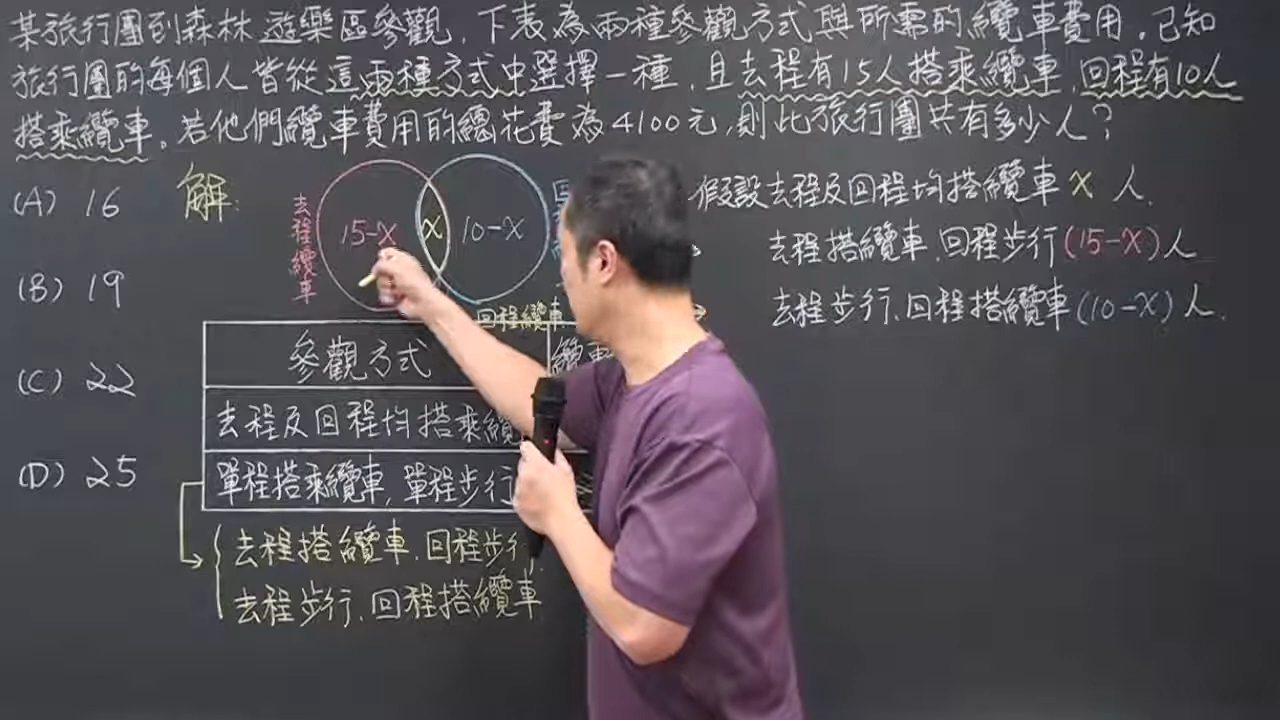 某旅行團到森林遊樂區參觀，下表為兩種參觀方式與所需的纜車費用。已知
旅行團的每個人皆從這兩種方式中選擇一種，且去程有15人搭乘纜車，回程有10人
搭乘纜車。若他們纜車費用的總花費為4100元，則此旅行團共有多少人？
(A) 16
(B) 19
(C) 22
(D) 25
解：
去程纜車
15-X
X
10-X
回程纜車
參觀方式
纜車
去程及回程均搭乘纜
單程搭乘纜車，單程步行
去程搭纜車、回程步行
去程步行、回程搭纜車
假設去程及回程均搭纜車 X 人.
去程搭纜車、回程步行(15-X)人
去程步行、回程搭纜車(10-X)人.